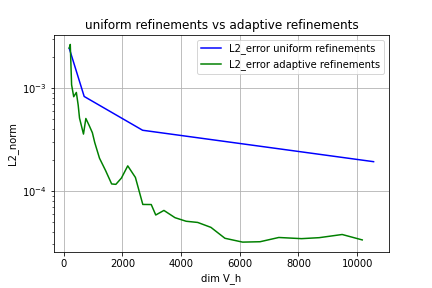 uniform refinements vs adaptive refinements
L2_error uniform refinements
L2_error adaptive refinements
10⁻³
10⁻⁴
L2_norm
0 2000 4000 6000 8000 10000
dim V_h